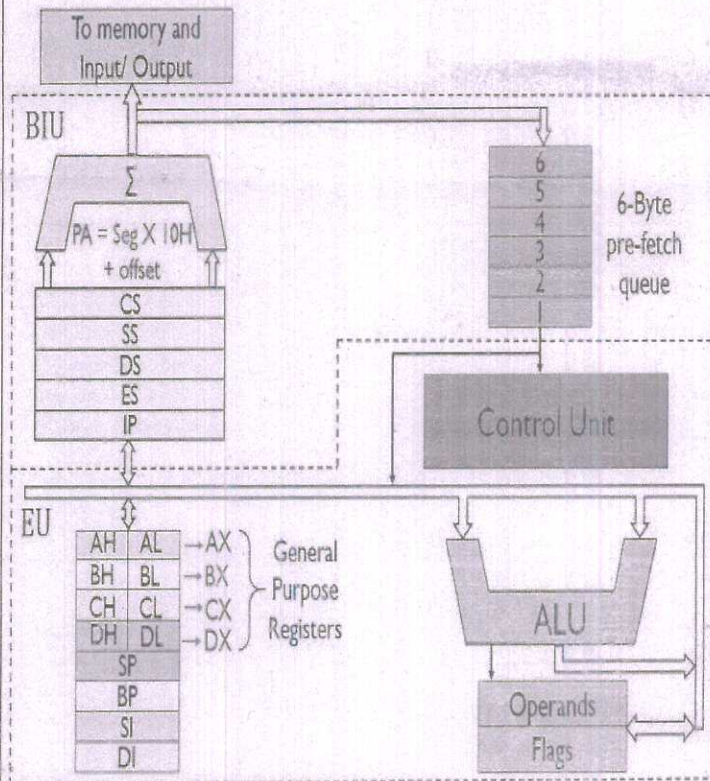 To memory and
Input/ Output
BIU
Σ
PA = Seg X 10H
+ offset
CS
SS
DS
ES
IP
6
5
4
3
2
1
6-Byte
pre-fetch
queue
Control Unit
EU
AH AL →AX
BH BL →BX
CH CL →CX
DH DL →DX
SP
BP
SI
DI
General
Purpose
Registers
ALU
Operands
Flags